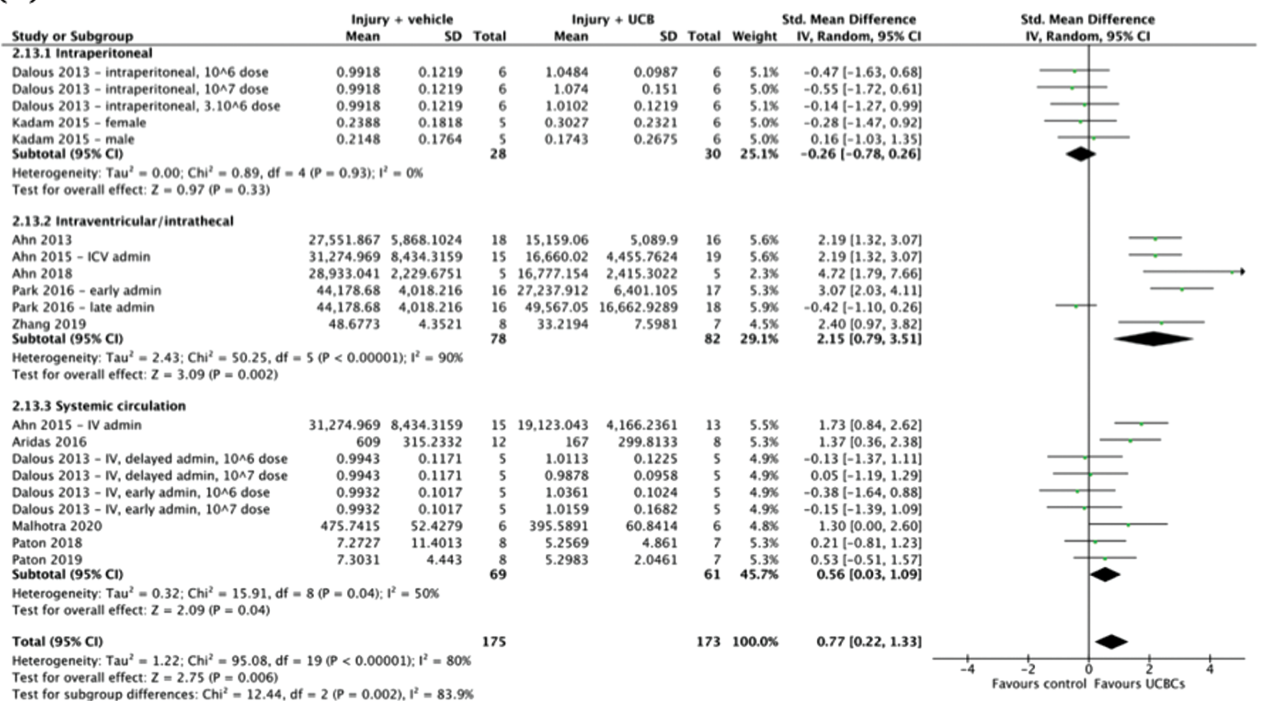 Injury + vehicle Injury + UCB Std. Mean Difference Std. Mean Difference
Study or Subgroup Mean SD Total Mean SD Total Weight IV, Random, 95% CI IV, Random, 95% CI
2.13.1 Intraperitoneal
Dalous 2013 – intraperitoneal, 10^6 dose 0.9918 0.1219 6 1.0484 0.0987 6 5.1% -0.47 [-1.63, 0.68]
Dalous 2013 – intraperitoneal, 10^7 dose 0.9918 0.1219 6 1.074 0.151 6 5.0% -0.55 [-1.72, 0.61]
Dalous 2013 – intraperitoneal, 3.10^6 dose 0.9918 0.1219 6 1.0102 0.1219 6 5.1% -0.14 [-1.27, 0.99]
Kadam 2015 – female 0.2388 0.1818 5 0.3027 0.2321 6 5.0% -0.28 [-1.47, 0.92]
Kadam 2015 – male 0.2148 0.1764 5 0.1743 0.2675 6 5.0% 0.16 [-1.03, 1.35]
Subtotal (95% CI) 28 30 25.1% -0.26 [-0.78, 0.26]
Heterogeneity: Tau² = 0.00; Chi² = 0.89, df = 4 (P = 0.93); I² = 0%
Test for overall effect: Z = 0.97 (P = 0.33)
2.13.2 Intraventricular/intrathecal
Ahn 2013 27,551.867 5,868.1024 18 15,159.06 5,089.9 16 5.6% 2.19 [1.32, 3.07]
Ahn 2015 – ICV admin 31,274.969 8,434.3159 15 16,660.02 4,455.7624 19 5.6% 2.19 [1.32, 3.07]
Ahn 2018 28,933.041 2,229.6751 5 16,777.154 2,415.3022 5 2.3% 4.72 [1.79, 7.66]
Park 2016 – early admin 44,178.68 4,018.216 16 27,237.912 6,401.105 17 5.3% 3.07 [2.03, 4.11]
Park 2016 – late admin 44,178.68 4,018.216 16 49,567.05 16,662.9289 18 5.9% -0.42 [-1.10, 0.26]
Zhang 2019 48.6773 4.3521 8 33.2194 7.5981 7 4.5% 2.40 [0.97, 3.82]
Subtotal (95% CI) 78 82 29.1% 2.15 [0.79, 3.51]
Heterogeneity: Tau² = 2.43; Chi² = 50.25, df = 5 (P < 0.00001); I² = 90%
Test for overall effect: Z = 3.09 (P = 0.002)
2.13.3 Systemic circulation
Ahn 2015 – IV admin 31,274.969 8,434.3159 15 19,123.043 4,166.2361 13 5.5% 1.73 [0.84, 2.62]
Aridas 2016 609 315.2332 12 167 299.8133 8 5.3% 1.37 [0.36, 2.38]
Dalous 2013 – IV, delayed admin, 10^6 dose 0.9943 0.1171 5 1.0113 0.1225 5 4.9% -0.13 [-1.37, 1.11]
Dalous 2013 – IV, delayed admin, 10^7 dose 0.9943 0.1171 5 0.9878 0.0958 5 4.9% 0.05 [-1.19, 1.29]
Dalous 2013 – IV, early admin, 10^6 dose 0.9932 0.1017 5 1.0361 0.1024 5 4.9% -0.38 [-1.64, 0.88]
Dalous 2013 – IV, early admin, 10^7 dose 0.9932 0.1017 5 1.0159 0.1682 5 4.9% -0.15 [-1.39, 1.09]
Malhotra 2020 475.7415 52.4279 6 395.5891 60.8414 6 4.8% 1.30 [0.00, 2.60]
Paton 2018 7.2727 11.4013 8 5.2569 4.861 7 5.3% 0.21 [-0.81, 1.23]
Paton 2019 7.3031 4.443 8 5.2983 2.0461 7 5.3% 0.53 [-0.51, 1.57]
Subtotal (95% CI) 69 61 45.7% 0.56 [0.03, 1.09]
Heterogeneity: Tau² = 0.32; Chi² = 15.91, df = 8 (P = 0.04); I² = 50%
Test for overall effect: Z = 2.09 (P = 0.04)
Total (95% CI) 175 173 100.0% 0.77 [0.22, 1.33]
Heterogeneity: Tau² = 1.22; Chi² = 95.08, df = 19 (P < 0.00001); I² = 80%
Test for overall effect: Z = 2.75 (P = 0.006)
Test for subgroup differences: Chi² = 12.44, df = 2 (P = 0.002), I² = 83.9%
-4 -2 0 2 4
Favours control Favours UCBCs